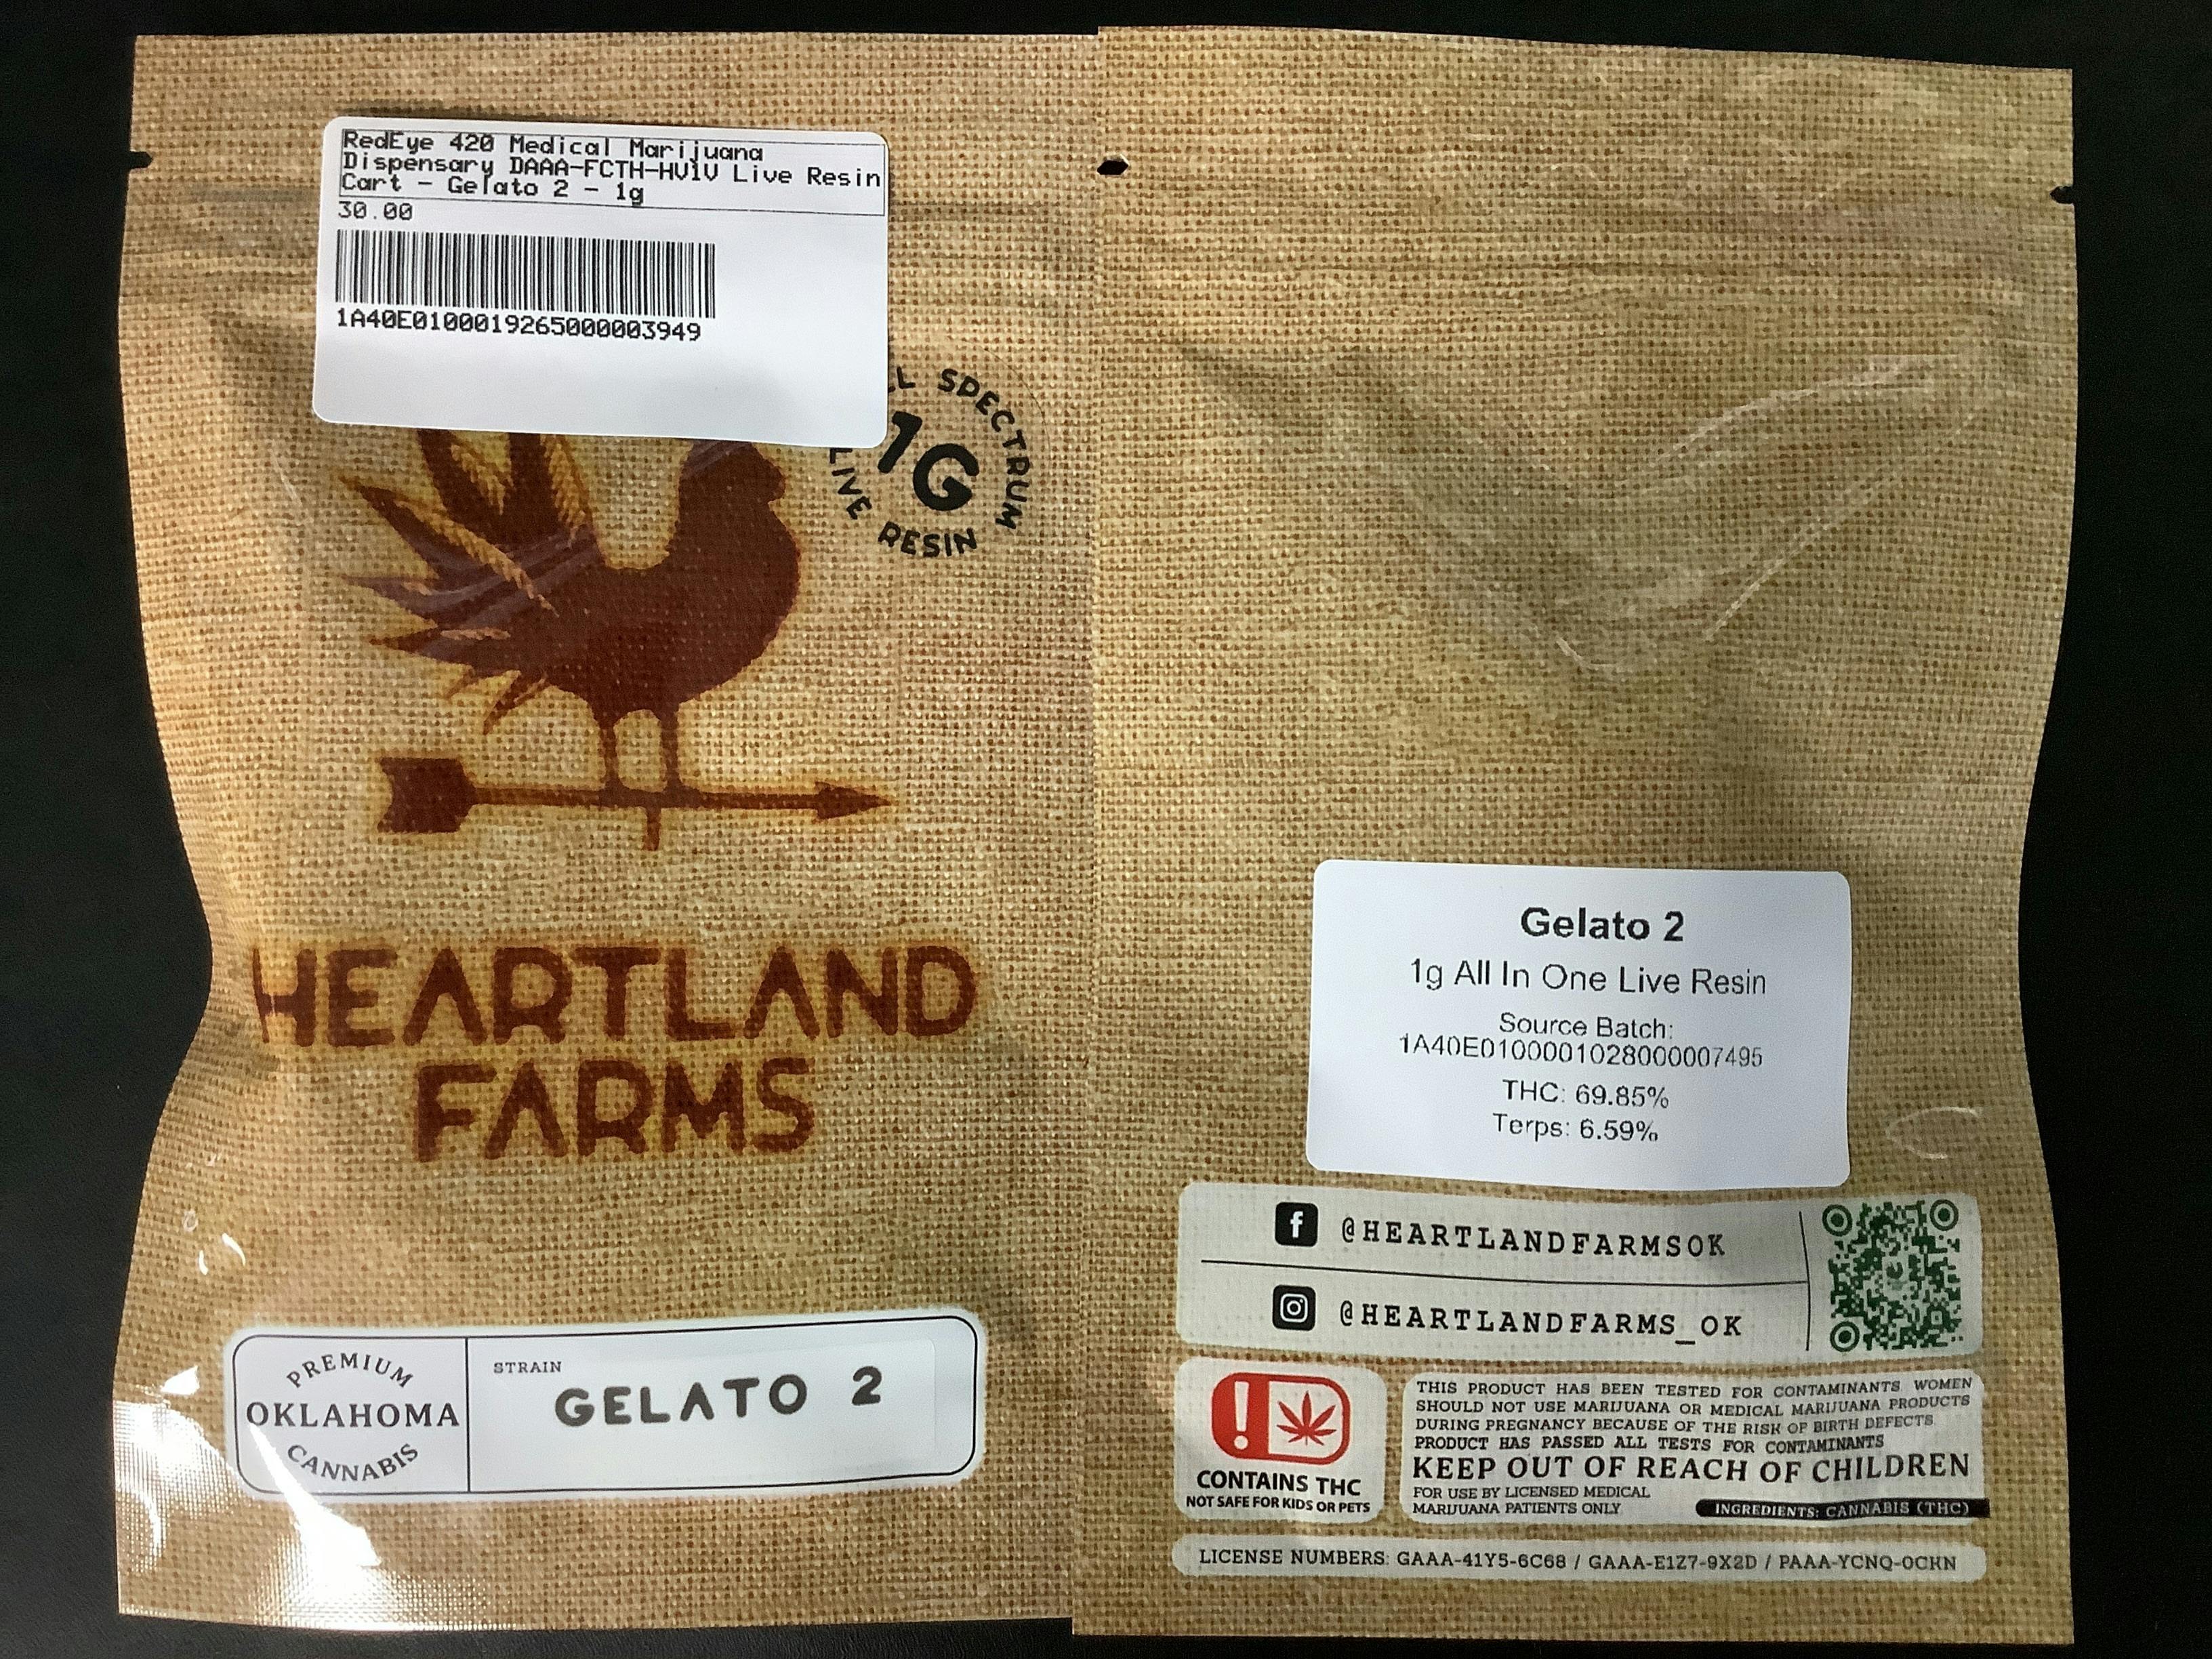 RedEye 420 Medical Marijuana
Dispensary DAAA-FCTH-HV1V Live Resin
Cart - Gelato 2 - 1g
30.00
1A40E0100019265000003949
SPECTRUM
1G
LIVE RESIN
HEARTLAND
FARMS
PREMIUM
OKLAHOMA
CANNABIS
STRAIN
GELATO 2
Gelato 2
1g All In One Live Resin
Source Batch:
1A40E0100001028000007495
THC: 69.85%
Terps: 6.59%
@HEARTLANDFARMSOK
@HEARTLANDFARMS_OK
CONTAINS THC
NOT SAFE FOR KIDS OR PETS
THIS PRODUCT HAS BEEN TESTED FOR CONTAMINANTS. WOMEN
SHOULD NOT USE MARIJUANA OR MEDICAL MARIJUANA PRODUCTS
DURING PREGNANCY BECAUSE OF THE RISK OF BIRTH DEFECTS.
PRODUCT HAS PASSED ALL TESTS FOR CONTAMINANTS
KEEP OUT OF REACH OF CHILDREN
FOR USE BY LICENSED MEDICAL
MARIJUANA PATIENTS ONLY
INGREDIENTS: CANNABIS (THC)
LICENSE NUMBERS: GAAA-41Y5-6C68 / GAAA-E1Z7-9X2D / PAAA-YCNQ-OCHN